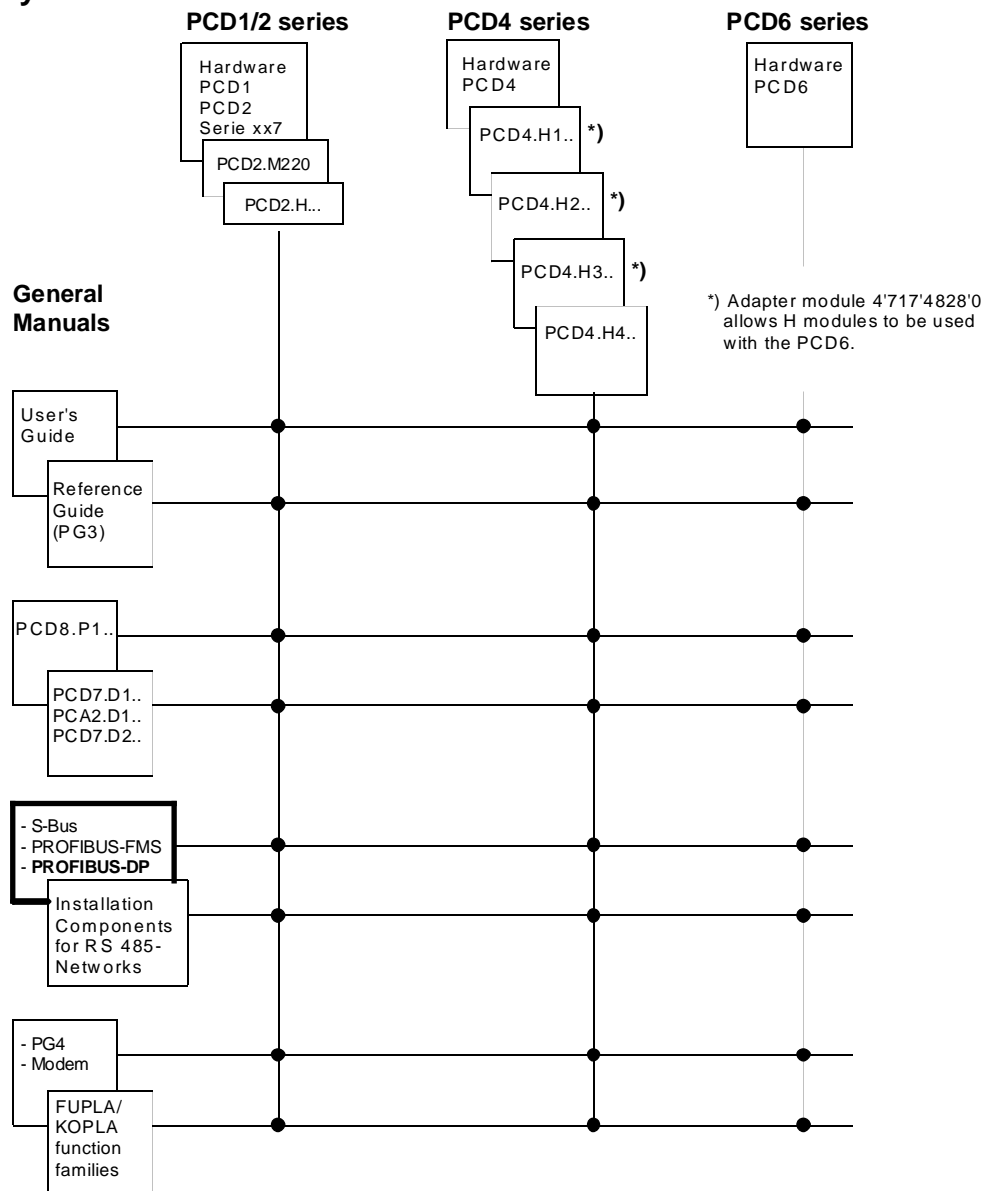 PCD1/2 series
PCD4 series
PCD6 series
Hardware
PCD1
PCD2
Serie xx7
PCD2.M220
PCD2.H...
Hardware
PCD4
PCD4.H1.. *)
PCD4.H2.. *)
PCD4.H3.. *)
PCD4.H4..
Hardware
PCD6
*) Adapter module 4'717'4828'0
allows H modules to be used
with the PCD6.
General
Manuals
User's
Guide
Reference
Guide
(PG3)
PCD8.P1..
PCD7.D1..
PCA2.D1..
PCD7.D2..
- S-Bus
- PROFIBUS-FMS
- PROFIBUS-DP
Installation
Components
for RS 485-
Networks
- PG4
- Modem
FUPLA/
KOPLA
function
families